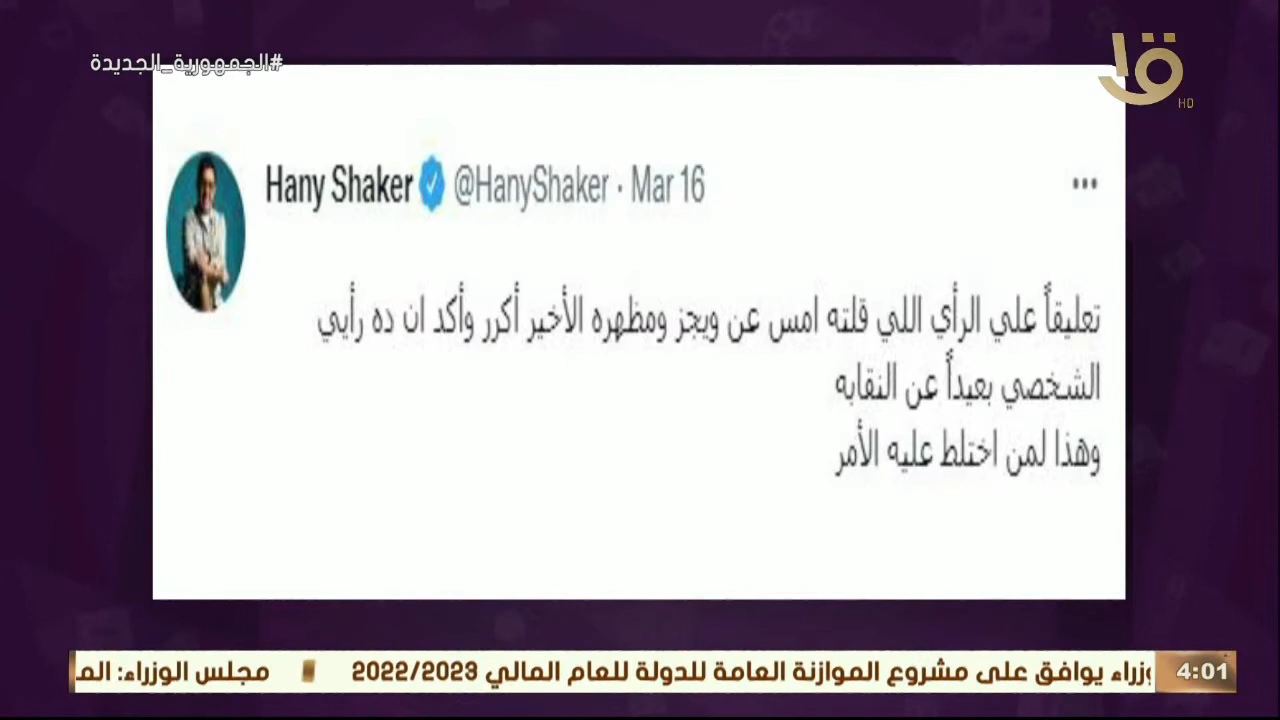 #الجمهورية_الجديدة
HD
Hany Shaker @HanyShaker · Mar 16
تعليقاً علي الرأي اللي قلته امس عن ويجز ومظهره الأخير أكرر وأكد ان ده رأيي
الشخصي بعيداً عن النقابه
وهذا لمن اختلط عليه الأمر
4:01
وزراء يوافق على مشروع الموازنة العامة للدولة للعام المالي 2022/2023 مجلس الوزراء: الم